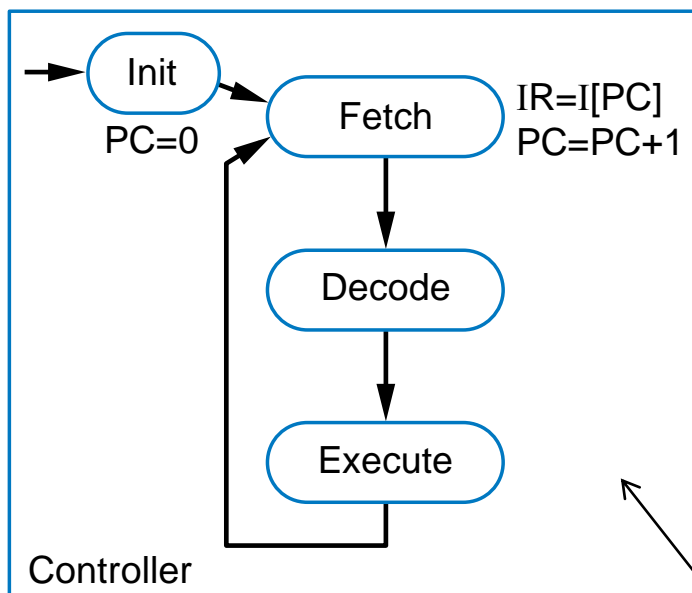 Init
PC=0
Fetch
IR=I[PC]
PC=PC+1
Decode
Execute
Controller